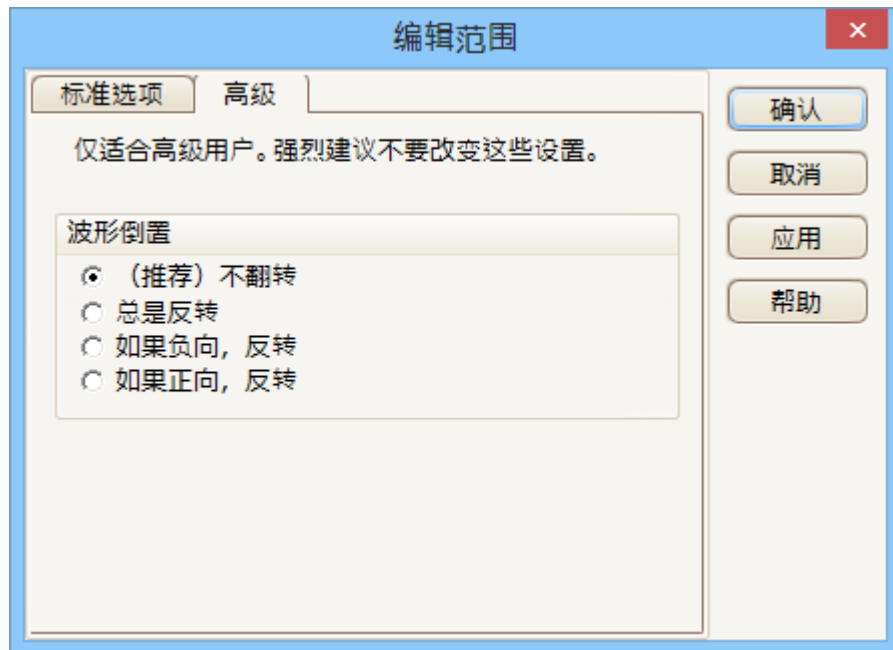 编辑范围
标准选项
高级
仅适合高级用户。强烈建议不要改变这些设置。
波形倒置
（推荐）不翻转
总是反转
如果负向，反转
如果正向，反转
确认
取消
应用
帮助